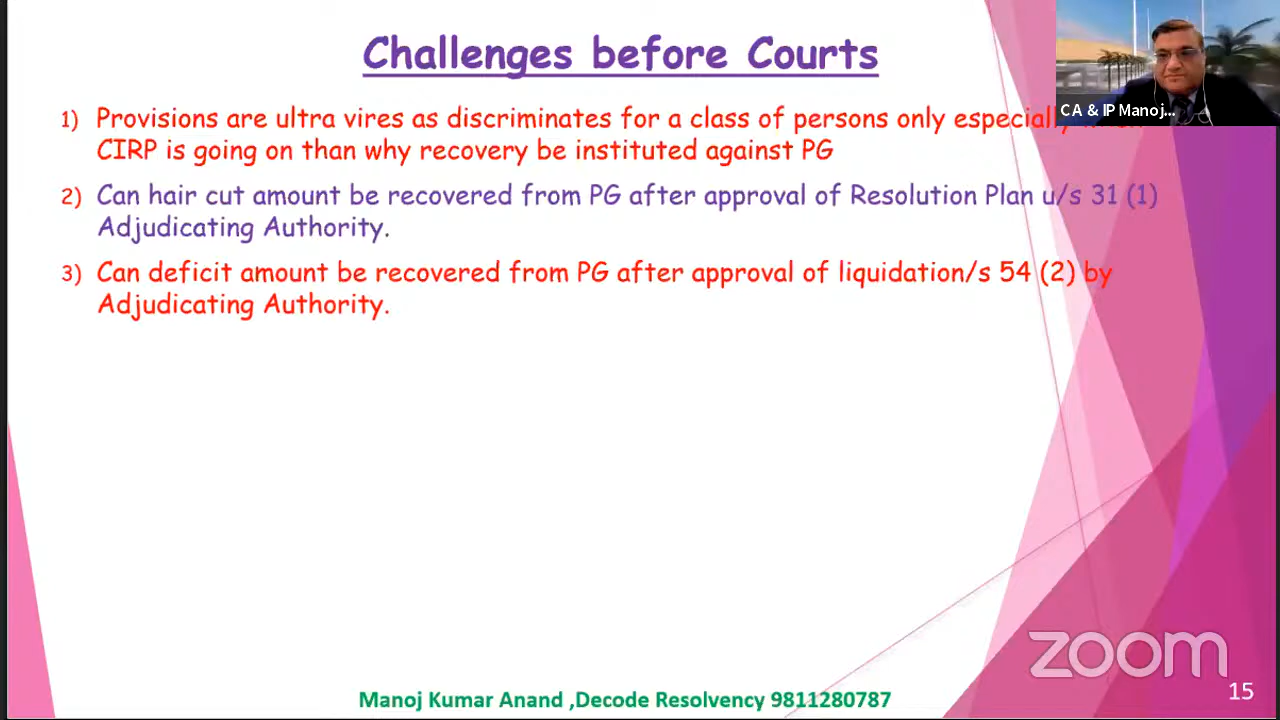 Challenges before Courts
CA & IP Manoj...
1) Provisions are ultra vires as discriminates for a class of persons only especially
CIRP is going on than why recovery be instituted against PG
2) Can hair cut amount be recovered from PG after approval of Resolution Plan u/s 31 (1)
Adjudicating Authority.
3) Can deficit amount be recovered from PG after approval of liquidation/s 54 (2) by
Adjudicating Authority.
zoom
Manoj Kumar Anand ,Decode Resolvency 9811280787
15